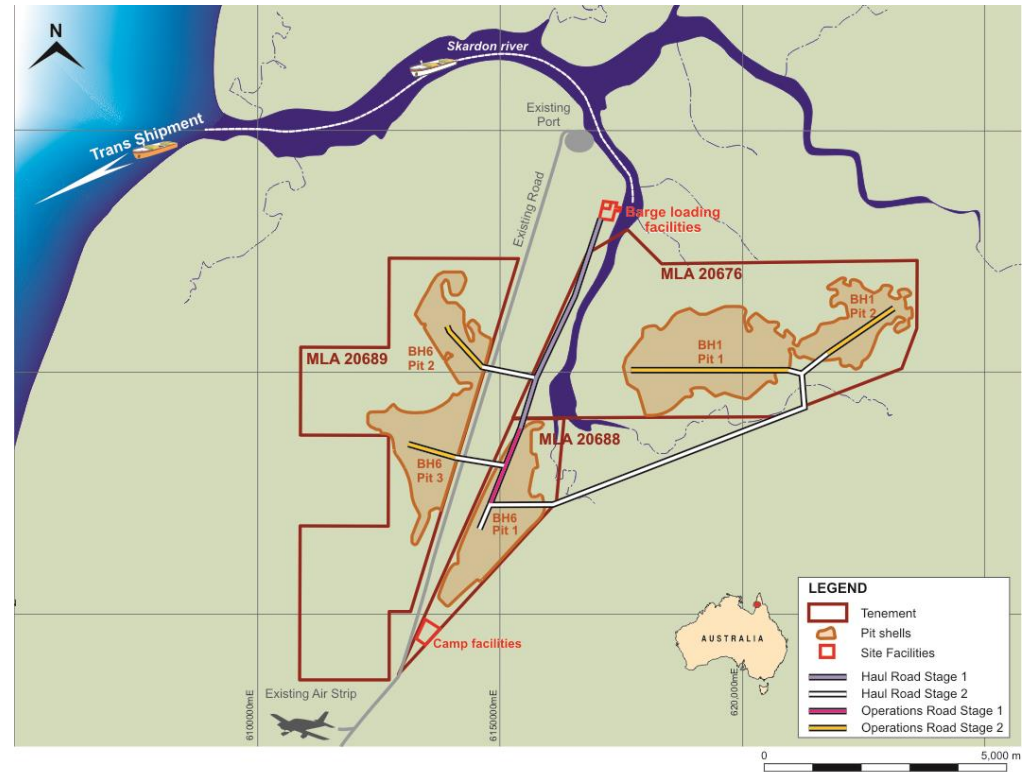 N
Skardon river
Existing
Port
Trans Shipment
Existing Road
Barge loading
facilities
MLA 20676
BH1
Pit 2
BH1
Pit 1
MLA 20689
BH6
Pit 2
MLA 20688
BH6
Pit 3
BH6
Pit 1
Camp facilities
Existing Air Strip
6100000mE
6150000mE
620,000mE
AUSTRALIA
LEGEND
Tenement
Pit shells
Site Facilities
Haul Road Stage 1
Haul Road Stage 2
Operations Road Stage 1
Operations Road Stage 2
0
5,000 m